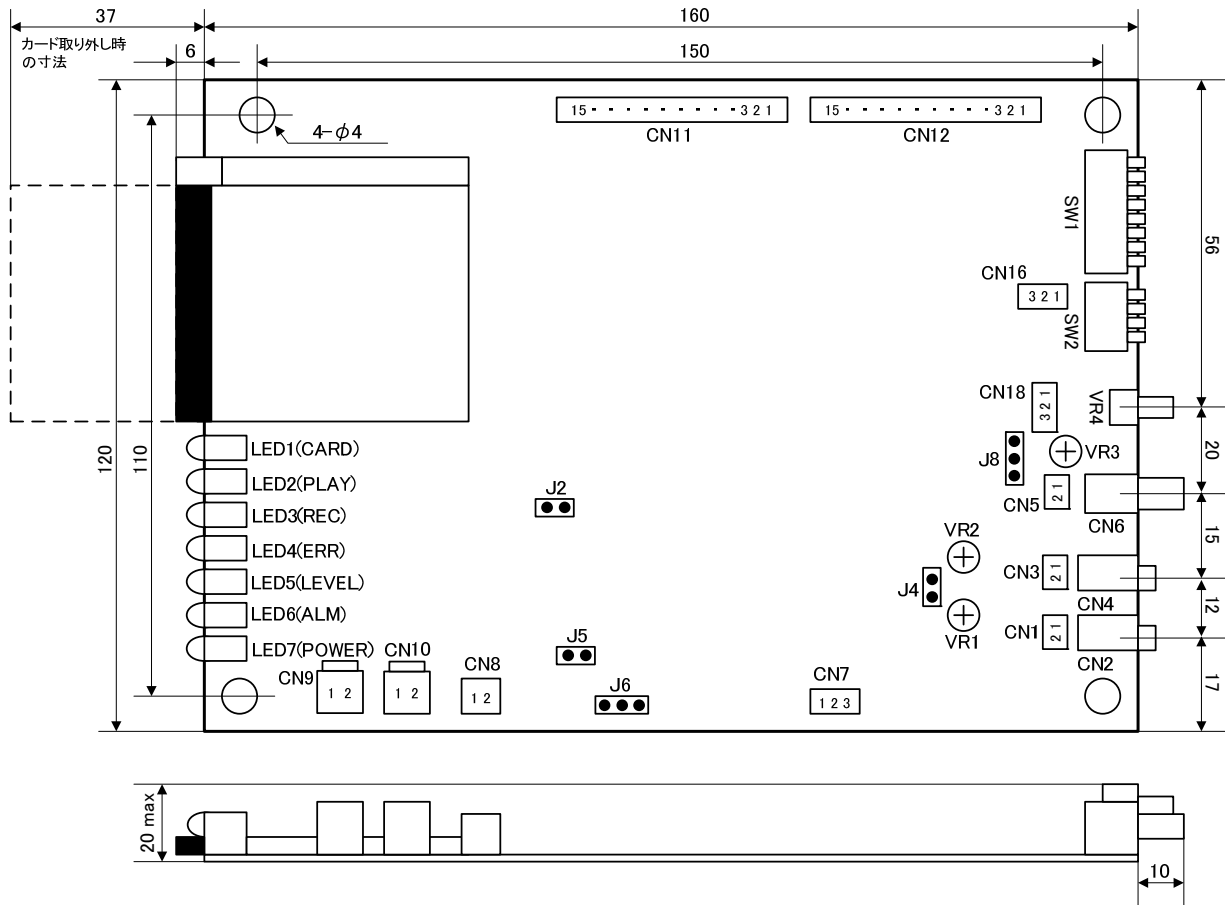 37
160
カード取り外し時
の寸法
6
150
4-φ4
15 · · · · · · · · · 3 2 1
CN11
15 · · · · · · · · · 3 2 1
CN12
SW1
56
CN16
3 2 1
SW2
CN18
3 2 1
VR4
120
110
LED1(CARD)
J8
VR3
20
LED2(PLAY)
J2
CN5
2 1
CN6
LED3(REC)
LED4(ERR)
VR2
15
LED5(LEVEL)
J4
CN3
2 1
CN4
LED6(ALM)
VR1
CN1
2 1
CN2
12
LED7(POWER)
CN9
1 2
CN10
1 2
CN8
1 2
J5
J6
CN7
1 2 3
17
20 max
10